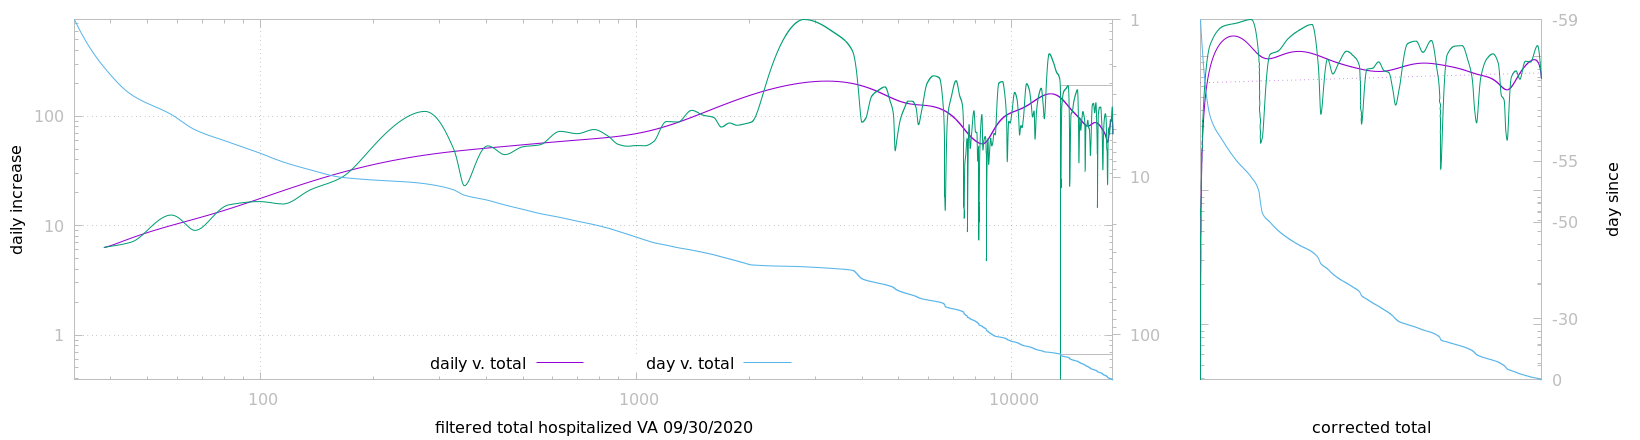 daily increase
100
10
1
daily v. total
day v. total
100
1000
10000
filtered total hospitalized VA 09/30/2020
1
10
100
-59
-55
-50
-30
0
day since
corrected total